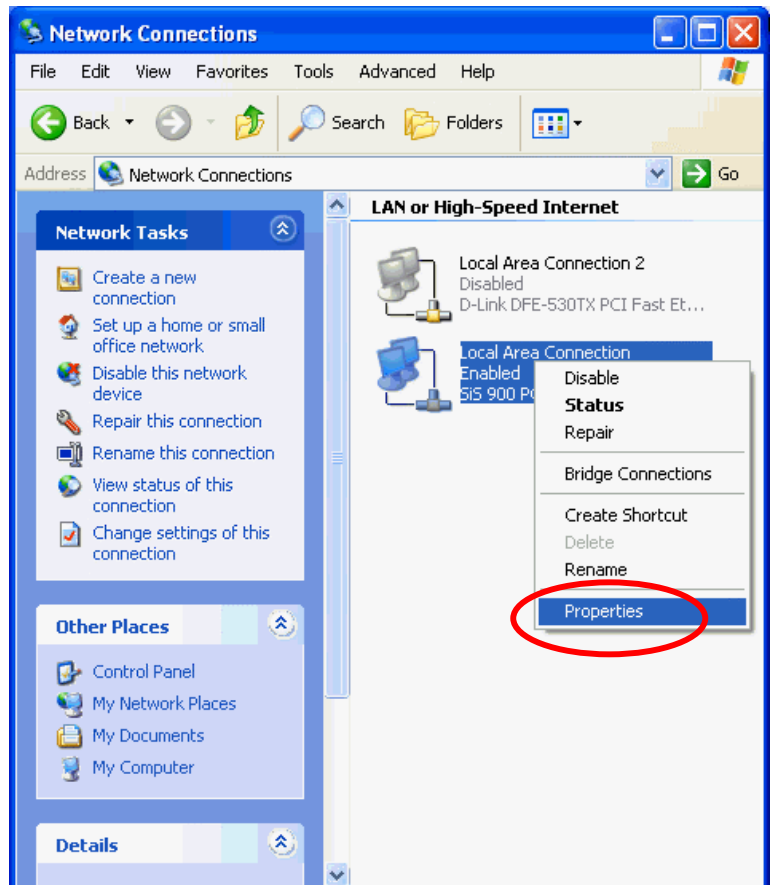 Network Connections
File Edit View Favorites Tools Advanced Help
Back Search Folders
Address Network Connections Go
Network Tasks
Create a new
connection
Set up a home or small
office network
Disable this network
device
Repair this connection
Rename this connection
View status of this
connection
Change settings of this
connection
Other Places
Control Panel
My Network Places
My Documents
My Computer
Details
LAN or High-Speed Internet
Local Area Connection 2
Disabled
D-Link DFE-530TX PCI Fast Et...
Local Area Connection
Enabled
SiS 900
Disable
Status
Repair
Bridge Connections
Create Shortcut
Delete
Rename
Properties